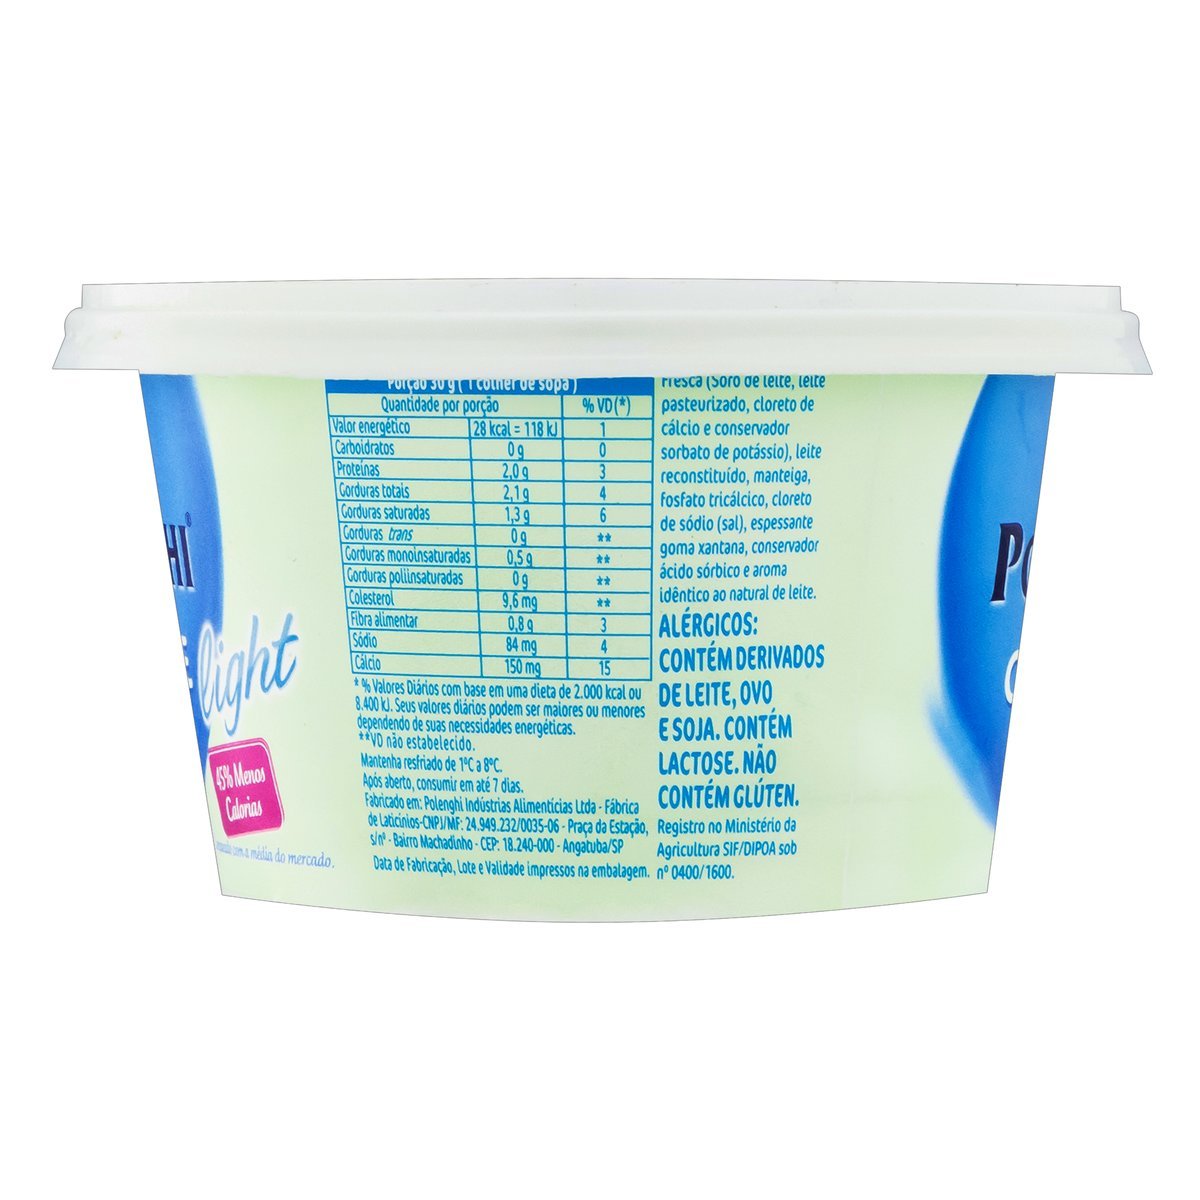 Porção 30 g ( 1 colher de sopa )
Quantidade por porção % VD(*)
Valor energético 28 kcal = 118 kJ 1
Carboidratos 0 g 0
Proteínas 2,0 g 3
Gorduras totais 2,1 g 4
Gorduras saturadas 1,3 g 6
Gorduras trans 0 g **
Gorduras monoinsaturadas 0,5 g **
Gorduras poliinsaturadas 0 g **
Colesterol 9,6 mg **
Fibra alimentar 0,8 g 3
Sódio 84 mg 4
Cálcio 150 mg 15
* % Valores Diários com base em uma dieta de 2.000 kcal ou
8.400 kJ. Seus valores diários podem ser maiores ou menores
dependendo de suas necessidades energéticas.
**VD não estabelecido.
Mantenha resfriado de 1ºC a 8ºC.
Após aberto, consumir em até 7 dias.
Fabricado em: Polenghi Indústrias Alimentícias Ltda - Fábrica
de Laticínios-CNPJ/MF: 24.949.232/0035-06 - Praça da Estação,
s/nº - Bairro Machadinho - CEP: 18.240-000 - Angatuba/SP
Data de Fabricação, Lote e Validade impressos na embalagem.
Fresca (Soro de leite, leite
pasteurizado, cloreto de
cálcio e conservador
sorbato de potássio), leite
reconstituído, manteiga,
fosfato tricálcico, cloreto
de sódio (sal), espessante
goma xantana, conservador
ácido sórbico e aroma
idêntico ao natural de leite.
ALÉRGICOS:
CONTÉM DERIVADOS
DE LEITE, OVO
E SOJA. CONTÉM
LACTOSE. NÃO
CONTÉM GLÚTEN.
Registro no Ministério da
Agricultura SIF/DIPOA sob
nº 0400/1600.
HI®
E
light
45% Menos
Calorias
com a média do mercado.
PO